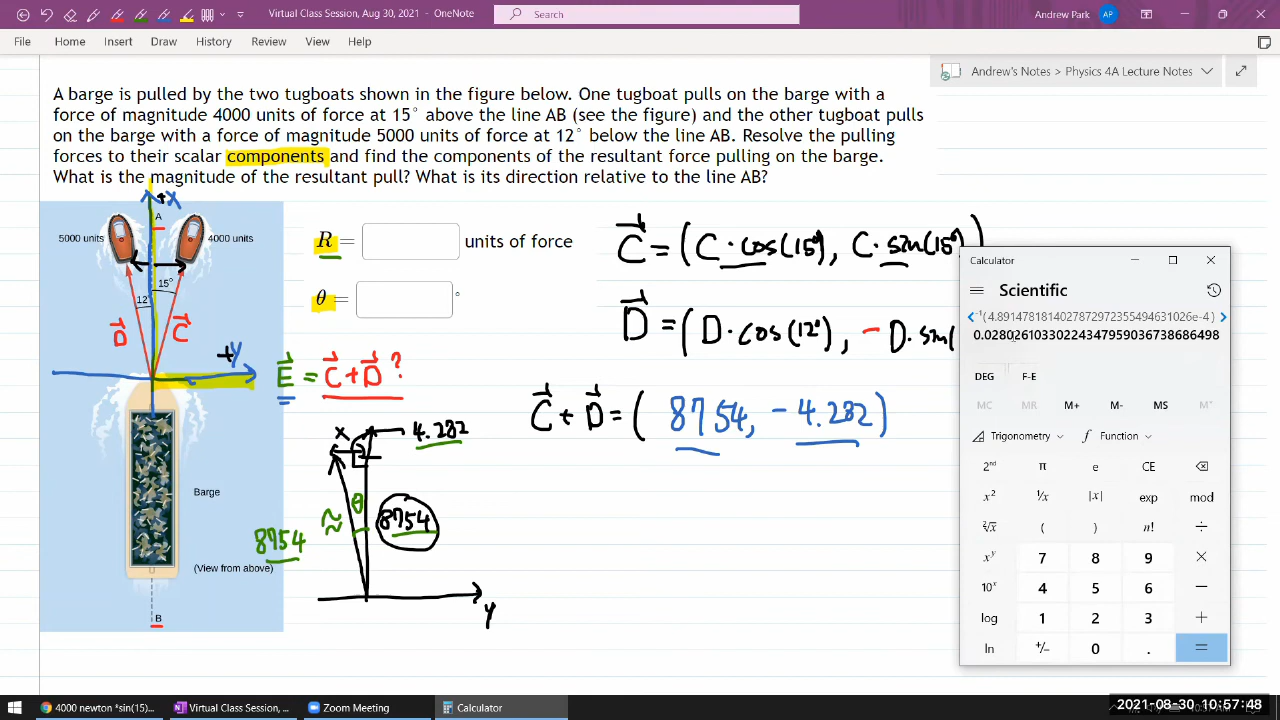 Virtual Class Session, Aug 30, 2021 - OneNote
Search
Andrew Park
AP
File Home Insert Draw History Review View Help
Andrew's Notes > Physics 4A Lecture Notes
A barge is pulled by the two tugboats shown in the figure below. One tugboat pulls on the barge with a
force of magnitude 4000 units of force at 15° above the line AB (see the figure) and the other tugboat pulls
on the barge with a force of magnitude 5000 units of force at 12° below the line AB. Resolve the pulling
forces to their scalar components and find the components of the resultant force pulling on the barge.
What is the magnitude of the resultant pull? What is its direction relative to the line AB?
+X
A
5000 units
4000 units
15°
12°
D
C
+Y
Barge
(View from above)
B
R = units of force
θ = °
E = C + D ?
C = (C · cos(15°), C · sin(15°))
D = (D · cos(12°), - D · sin(
C + D = ( 8754, - 4.282)
X
4.282
θ
≈
8754
8754
Y
Calculator
Scientific
⁻¹(4.8914781814027872972355494631026e-4)
0.0280261033022434795903673868649​8
DEG F-E
MC MR M+ M- MS M˅
Trigonometry Function
2ⁿᵈ π e CE
x² ¹/x |x| exp mod
²√x ( ) n! ÷
xʸ 7 8 9 ×
10ˣ 4 5 6 −
log 1 2 3 +
ln +/− 0 . =
4000 newton *sin(15)...
Virtual Class Session,...
Zoom Meeting
Calculator
2021-08-30 10:57:48